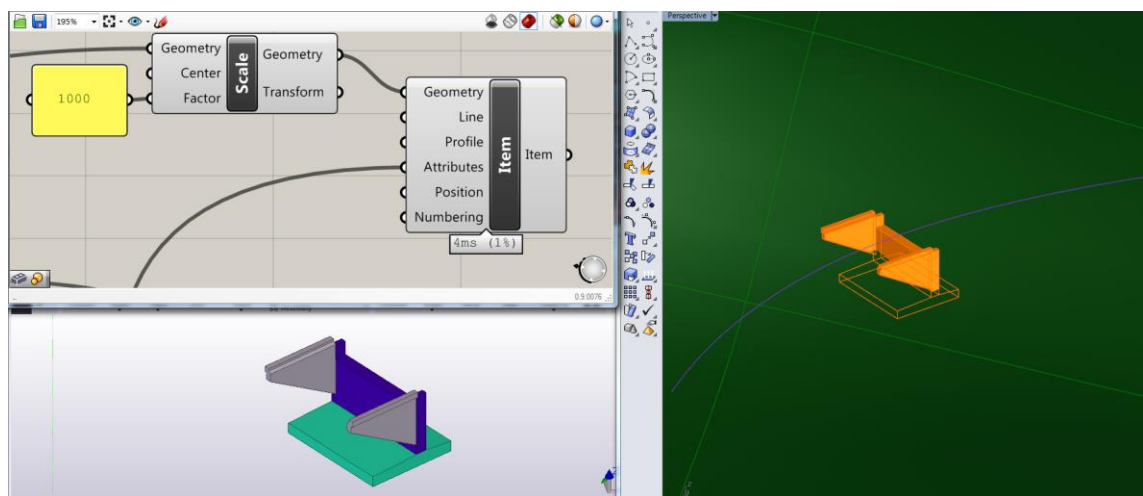 195%
Perspective
Geometry
Center
Factor
Scale
Geometry
Transform
1000
Geometry
Line
Profile
Attributes
Position
Numbering
Item
Item
4ms (1%)
0.9.0076